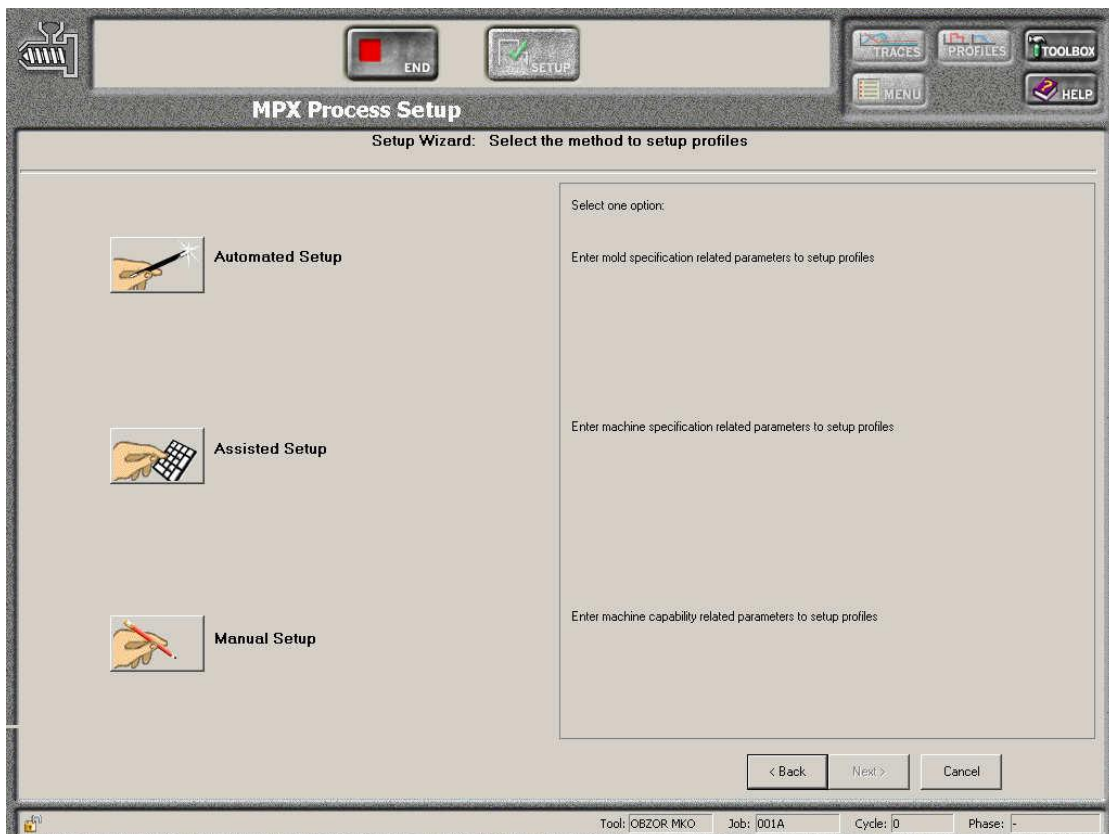 END
SETUP
TRACES
PROFILES
TOOLBOX
MENU
HELP
MPX Process Setup
Setup Wizard: Select the method to setup profiles
Select one option:
Automated Setup
Enter mold specification related parameters to setup profiles
Assisted Setup
Enter machine specification related parameters to setup profiles
Manual Setup
Enter machine capability related parameters to setup profiles
< Back
Next >
Cancel
Tool: OBZOR MKO Job: 001A Cycle: 0 Phase: -